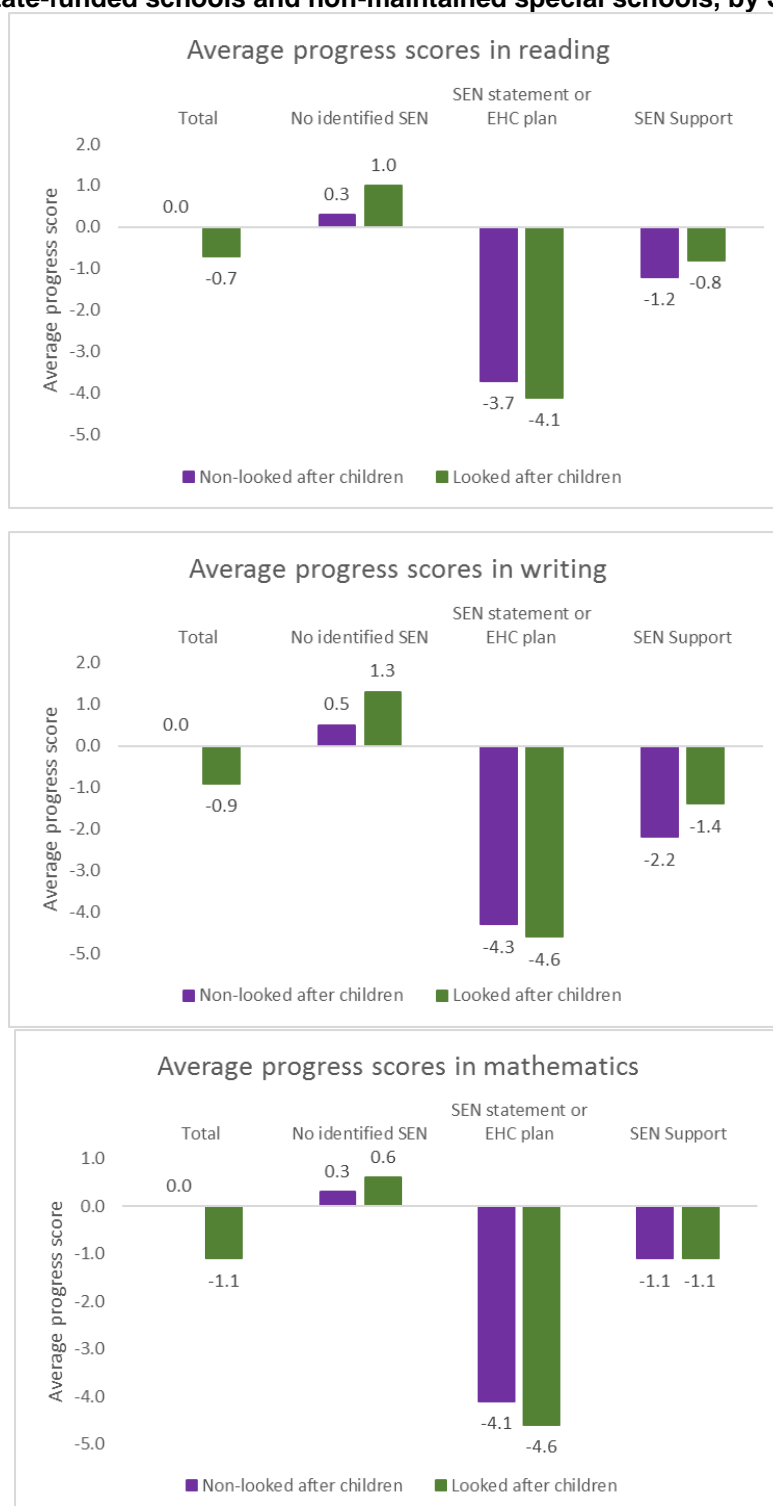 ate-funded schools and non-maintained special schools, by S
Average progress scores in reading
SEN statement or
Total No identified SEN EHC plan SEN Support
2.0
1.0
0.0
-1.0
-2.0
-3.0
-4.0
-5.0
Average progress score
0.0 -0.7 0.3 1.0 -3.7 -4.1 -1.2 -0.8
Non-looked after children Looked after children
Average progress scores in writing
SEN statement or
Total No identified SEN EHC plan SEN Support
2.0
1.0
0.0
-1.0
-2.0
-3.0
-4.0
-5.0
Average progress score
0.0 -0.9 0.5 1.3 -4.3 -4.6 -2.2 -1.4
Non-looked after children Looked after children
Average progress scores in mathematics
SEN statement or
Total No identified SEN EHC plan SEN Support
1.0
0.0
-1.0
-2.0
-3.0
-4.0
-5.0
Average progress score
0.0 -1.1 0.3 0.6 -4.1 -4.6 -1.1 -1.1
Non-looked after children Looked after children